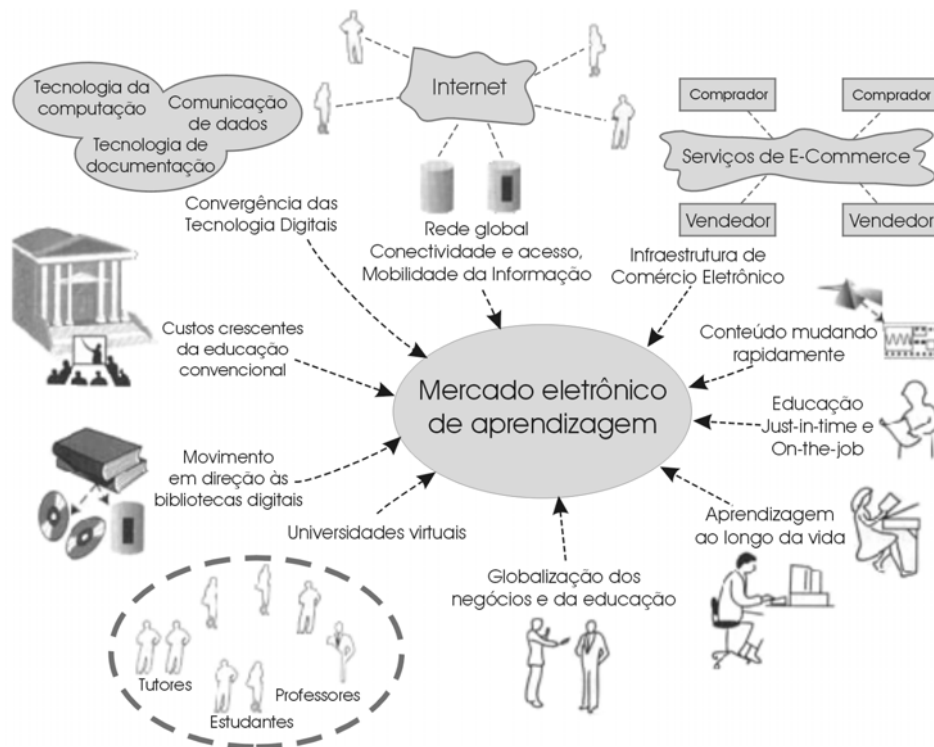 Tecnologia da
computação
Comunicação
de dados
Tecnologia de
documentação
Internet
Comprador
Comprador
Serviços de E-Commerce
Vendedor
Vendedor
Convergência das
Tecnologia Digitais
Rede global
Conectividade e acesso,
Mobilidade da Informação
Infraestrutura de
Comércio Eletrônico
Custos crescentes
da educação
convencional
Conteúdo mudando
rapidamente
Mercado eletrônico
de aprendizagem
Educação
Just-in-time e
On-the-job
Movimento
em direção às
bibliotecas digitais
Universidades virtuais
Aprendizagem
ao longo da vida
Globalização dos
negócios e da educação
Tutores
Professores
Estudantes